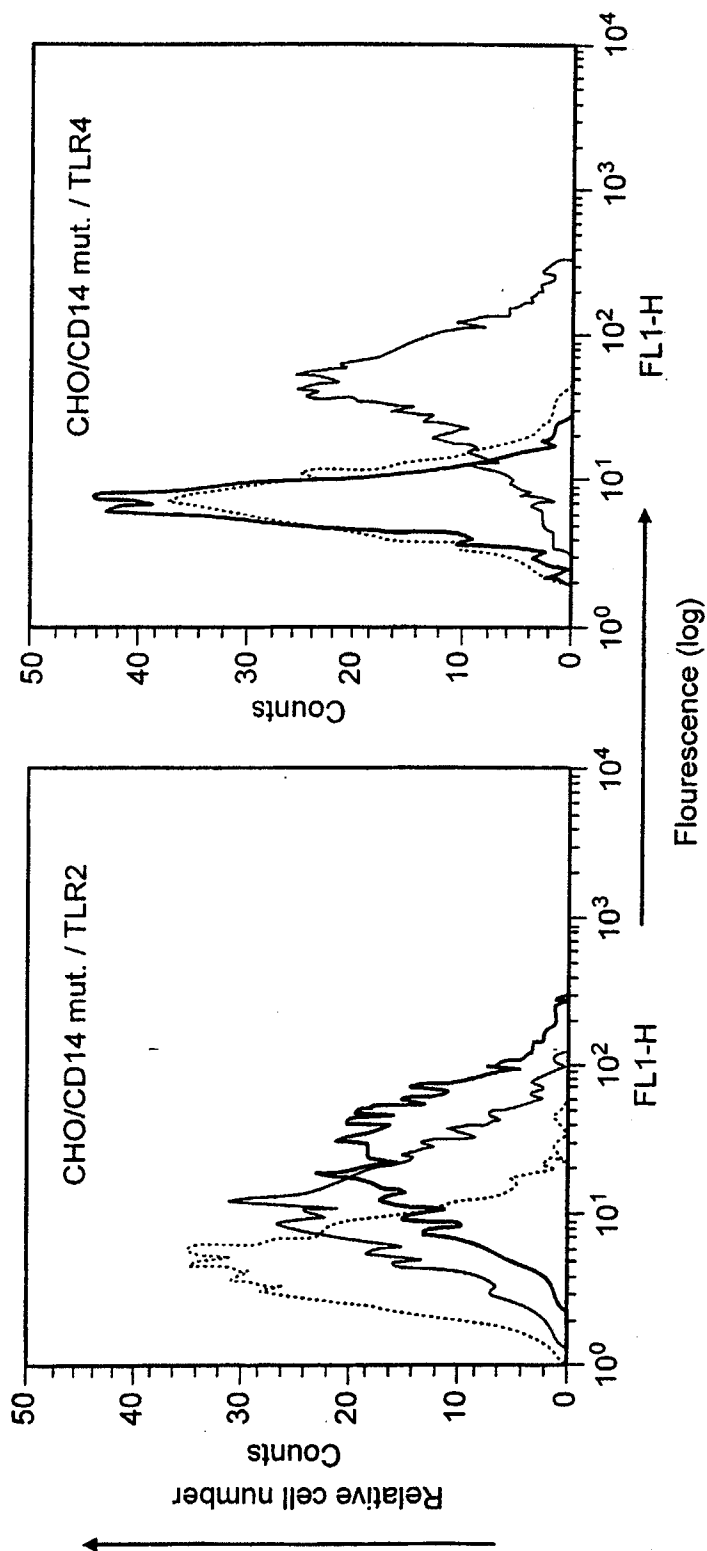 Relative cell number
CHO/CD14 mut. / TLR2
Counts
50
40
30
20
10
0
10^0
10^1
10^2
10^3
10^4
FL1-H
CHO/CD14 mut. / TLR4
Counts
50
40
30
20
10
0
10^0
10^1
10^2
10^3
10^4
FL1-H
Flourescence (log)